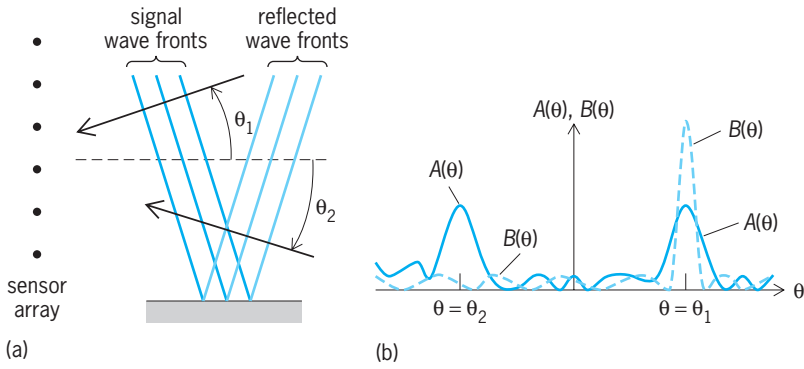 signal
wave fronts
reflected
wave fronts
θ₁
θ₂
sensor
array
(a)
A(θ), B(θ)
B(θ)
A(θ)
A(θ)
B(θ)
θ
θ = θ₂
θ = θ₁
(b)